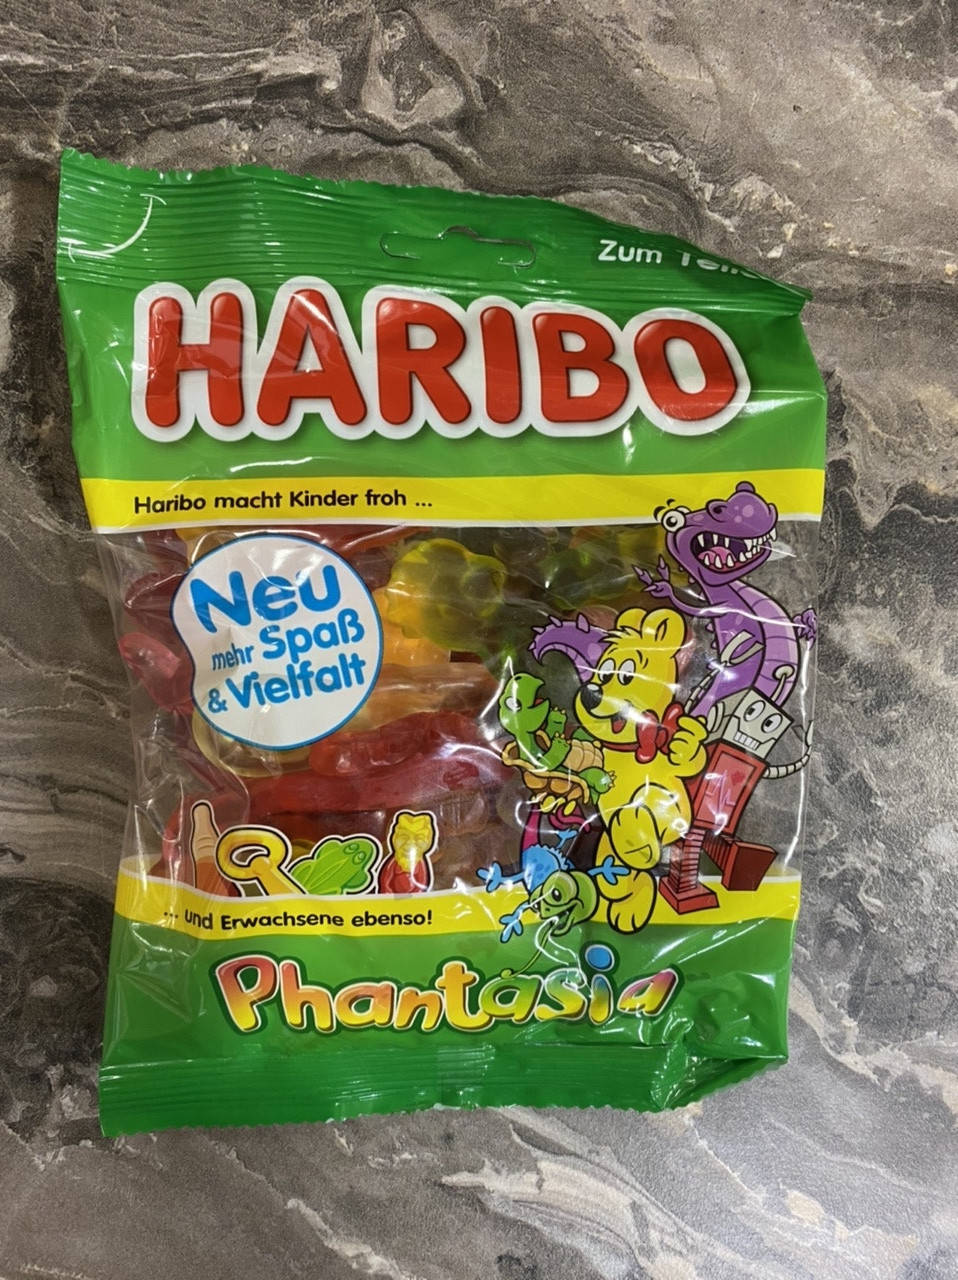 Zum
HARIBO
Haribo macht Kinder froh ...
Neu
mehr Spaß
& Vielfalt
... und Erwachsene ebenso!
Phantasia